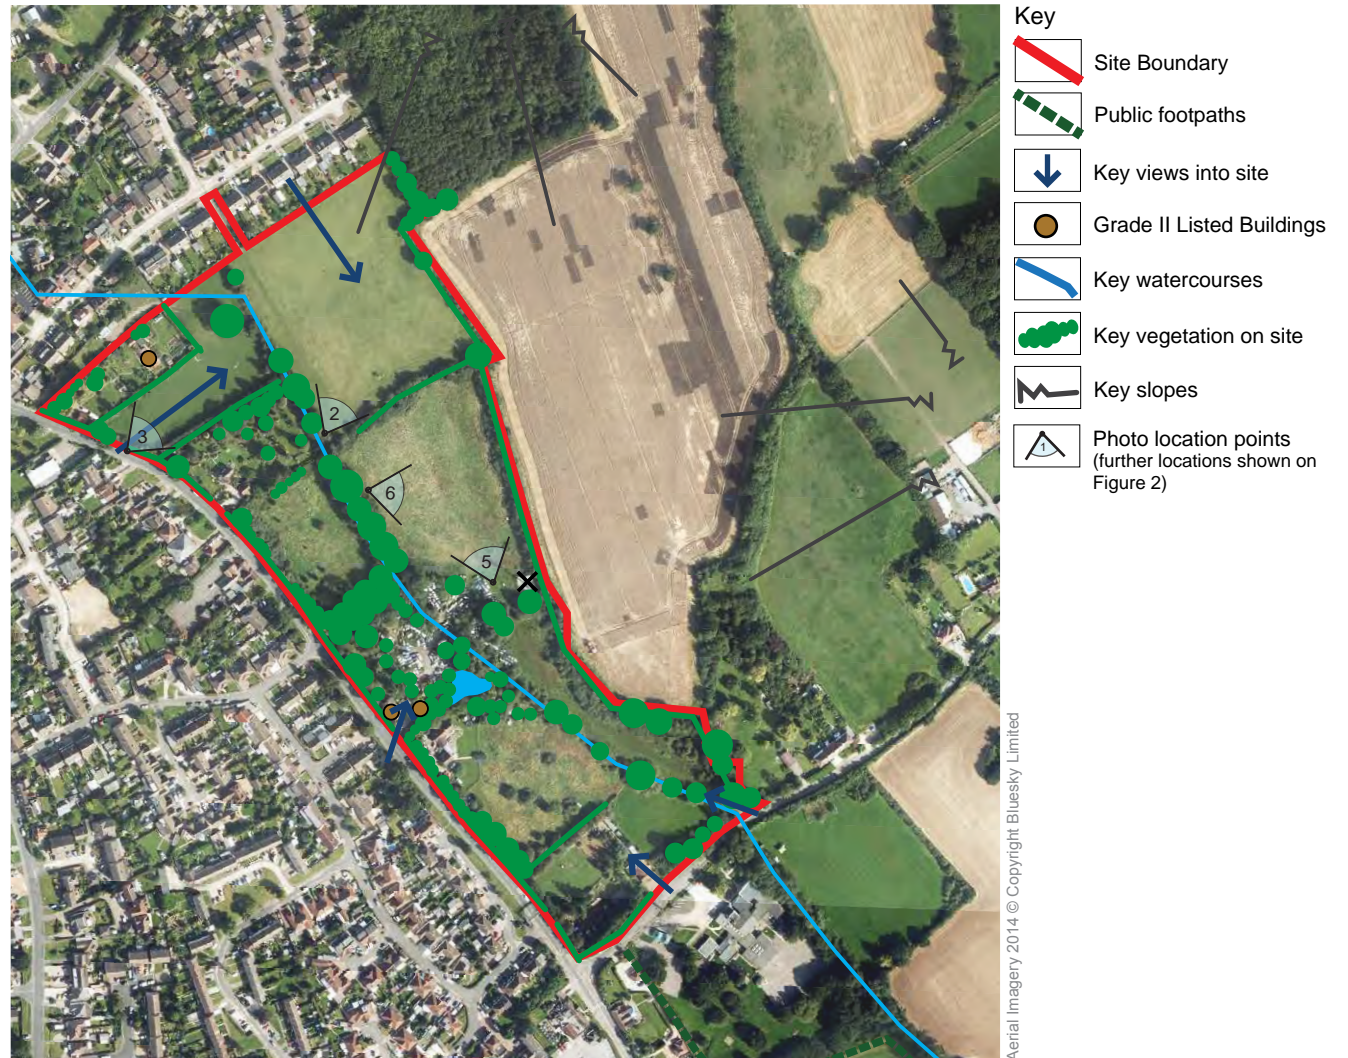 Key
Site Boundary
Public footpaths
Key views into site
Grade II Listed Buildings
Key watercourses
Key vegetation on site
Key slopes
1
Photo location points
(further locations shown on
Figure 2)
2
3
6
5
Aerial Imagery 2014 © Copyright Bluesky Limited